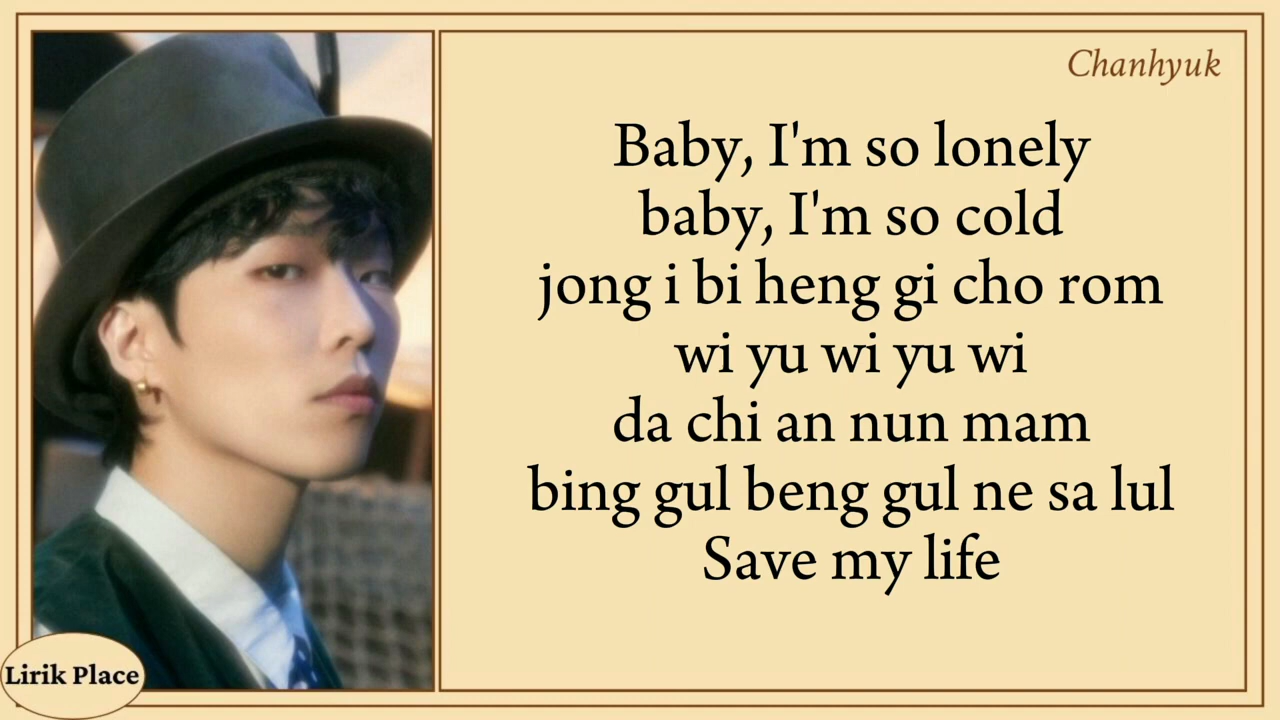 Chanhyuk
Baby, I'm so lonely
baby, I'm so cold
jong i bi heng gi cho rom
wi yu wi yu wi
da chi an nun mam
bing gul beng gul ne sa lul
Save my life
Lirik Place